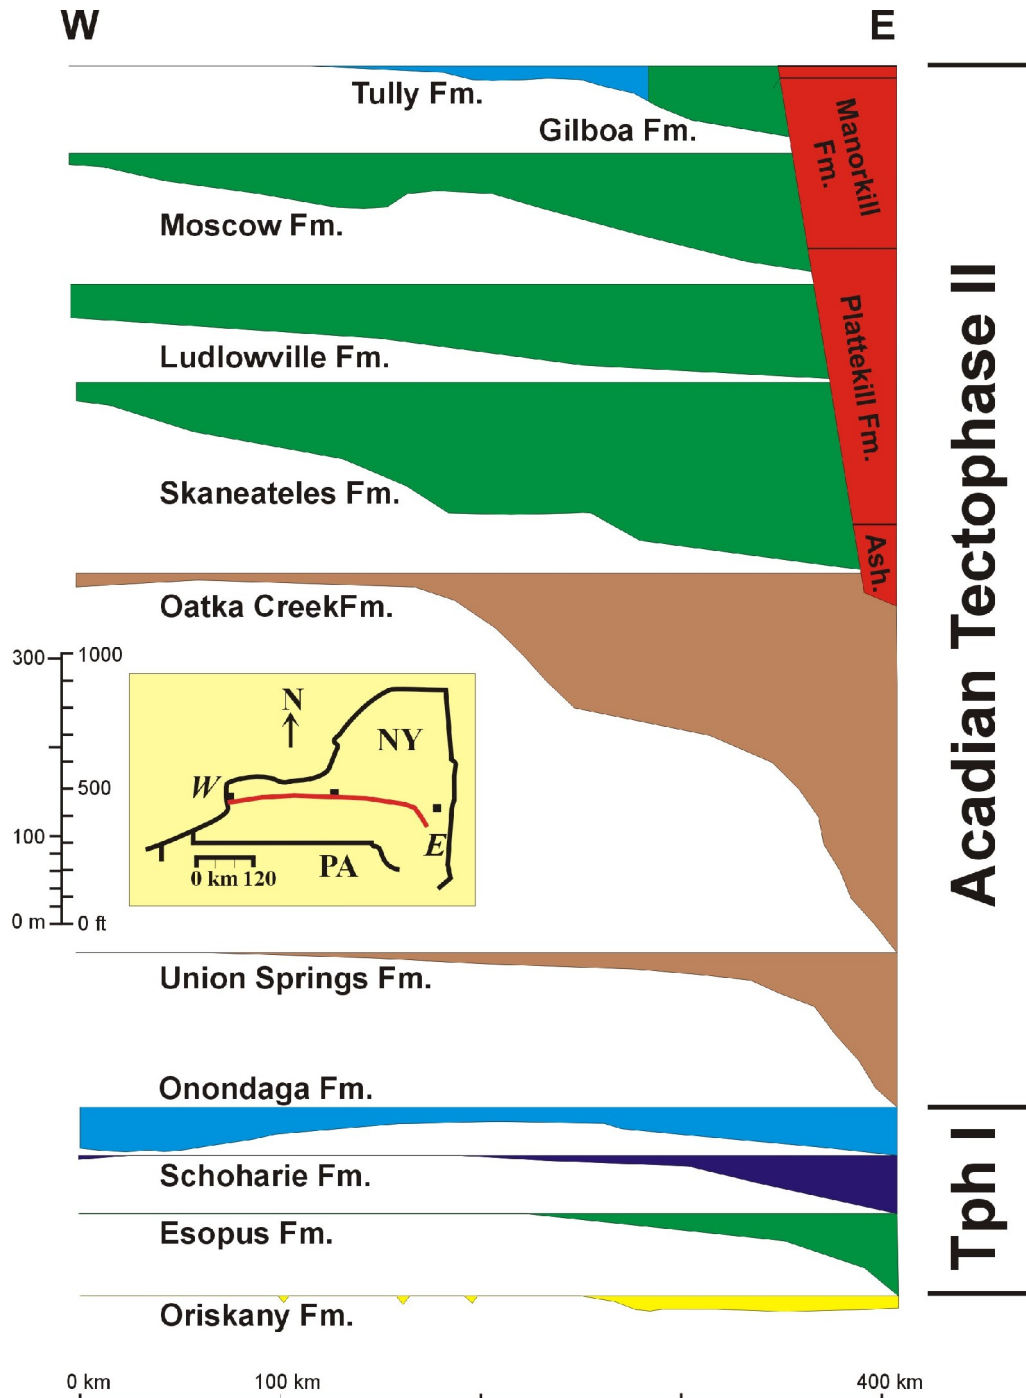 W
E
Tully Fm.
Gilboa Fm.
Manorkill
Fm.
Moscow Fm.
Plattekill Fm.
Ludlowville Fm.
Skaneateles Fm.
Ash.
Oatka CreekFm.
Acadian Tectophase II
300
1000
500
100
0 m
0 ft
N
NY
W
E
PA
0 km 120
Union Springs Fm.
Onondaga Fm.
Schoharie Fm.
Tph I
Esopus Fm.
Oriskany Fm.
0 km
100 km
400 km